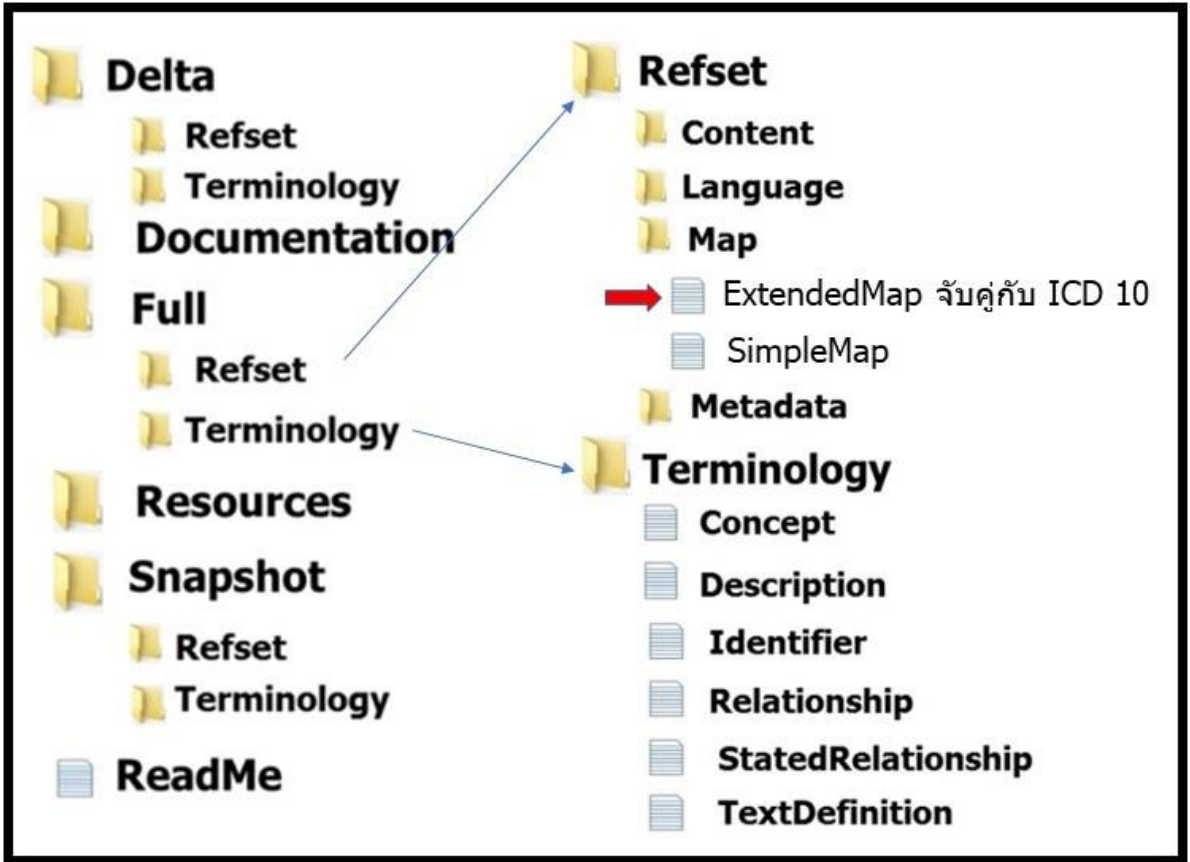 Delta
Refset
Terminology
Documentation
Full
Refset
Terminology
Resources
Snapshot
Refset
Terminology
ReadMe
Refset
Content
Language
Map
ExtendedMap จับคู่กับ ICD 10
SimpleMap
Metadata
Terminology
Concept
Description
Identifier
Relationship
StatedRelationship
TextDefinition